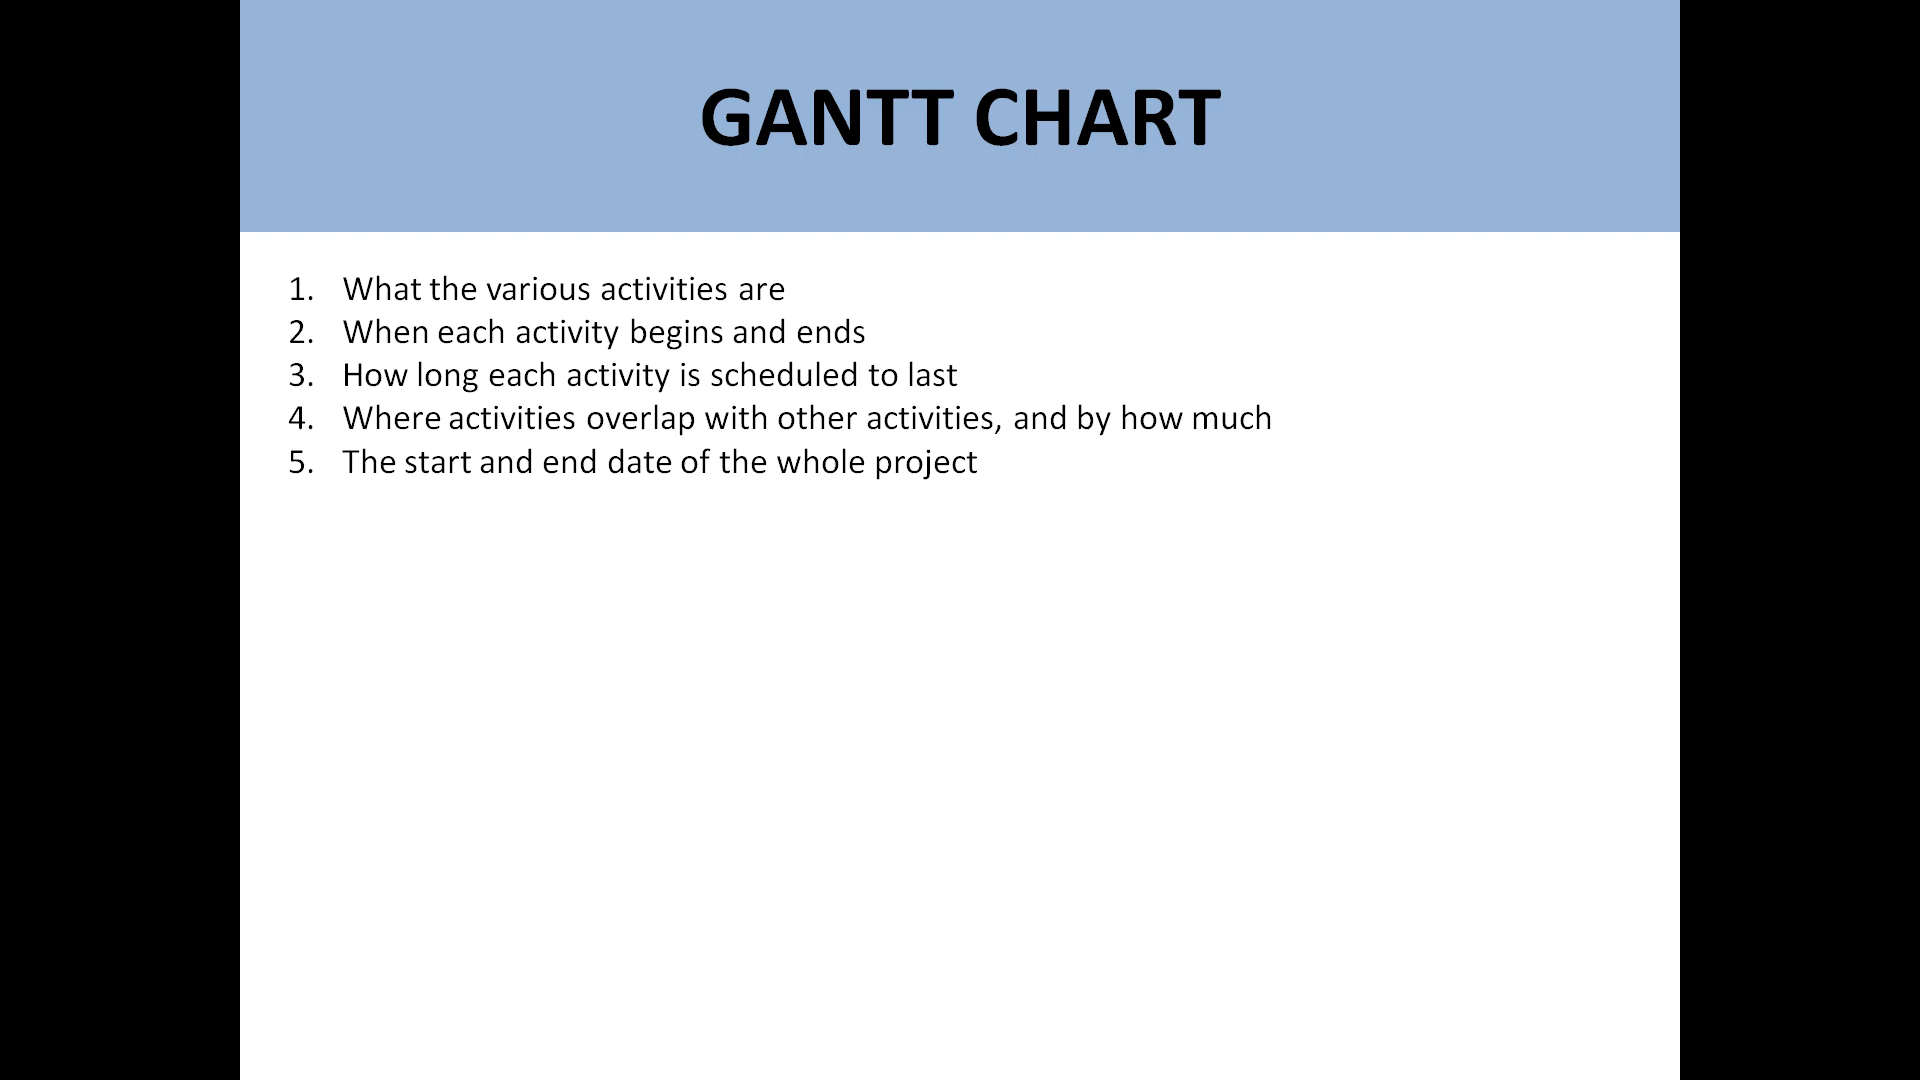 GANTT CHART
1. What the various activities are
2. When each activity begins and ends
3. How long each activity is scheduled to last
4. Where activities overlap with other activities, and by how much
5. The start and end date of the whole project